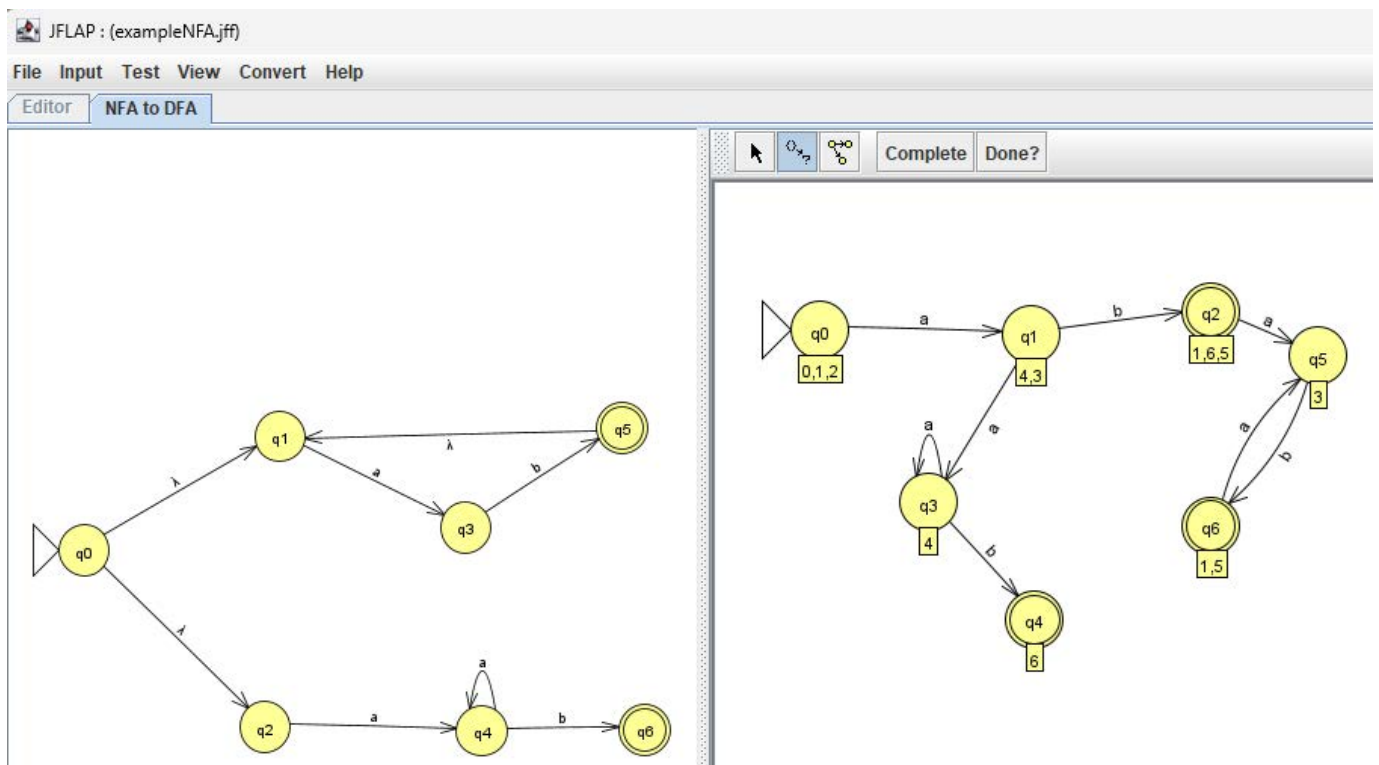 JFLAP : (exampleNFA.jff)
File Input Test View Convert Help
Editor NFA to DFA
Complete Done?
q0
λ
λ
q1
a
λ
q5
q3
b
q2
a
q4
a
b
q6
q0
0,1,2
a
q1
4,3
b
q2
1,6,5
a
q5
3
a
a
q3
4
b
q4
6
a
b
q6
1,5